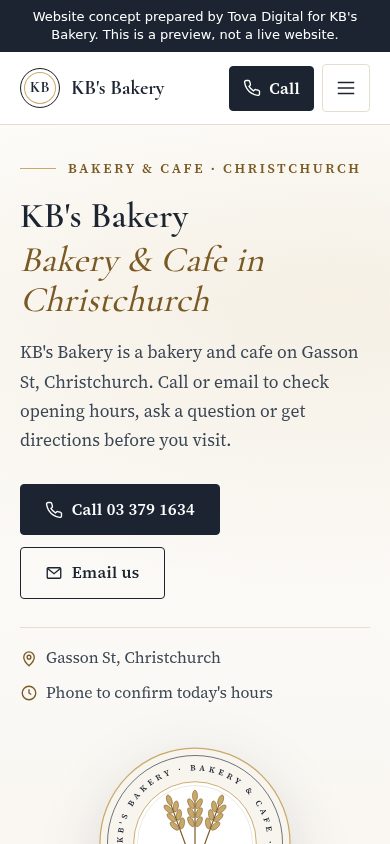 Website concept prepared by Tova Digital for KB's
Bakery. This is a preview, not a live website.
KB
KB's Bakery
Call
BAKERY & CAFE · CHRISTCHURCH
KB's Bakery
Bakery & Cafe in
Christchurch
KB's Bakery is a bakery and cafe on Gasson
St, Christchurch. Call or email to check
opening hours, ask a question or get
directions before you visit.
Call 03 379 1634
Email us
Gasson St, Christchurch
Phone to confirm today's hours
KB'S BAKERY · BAKERY & CAFE ·